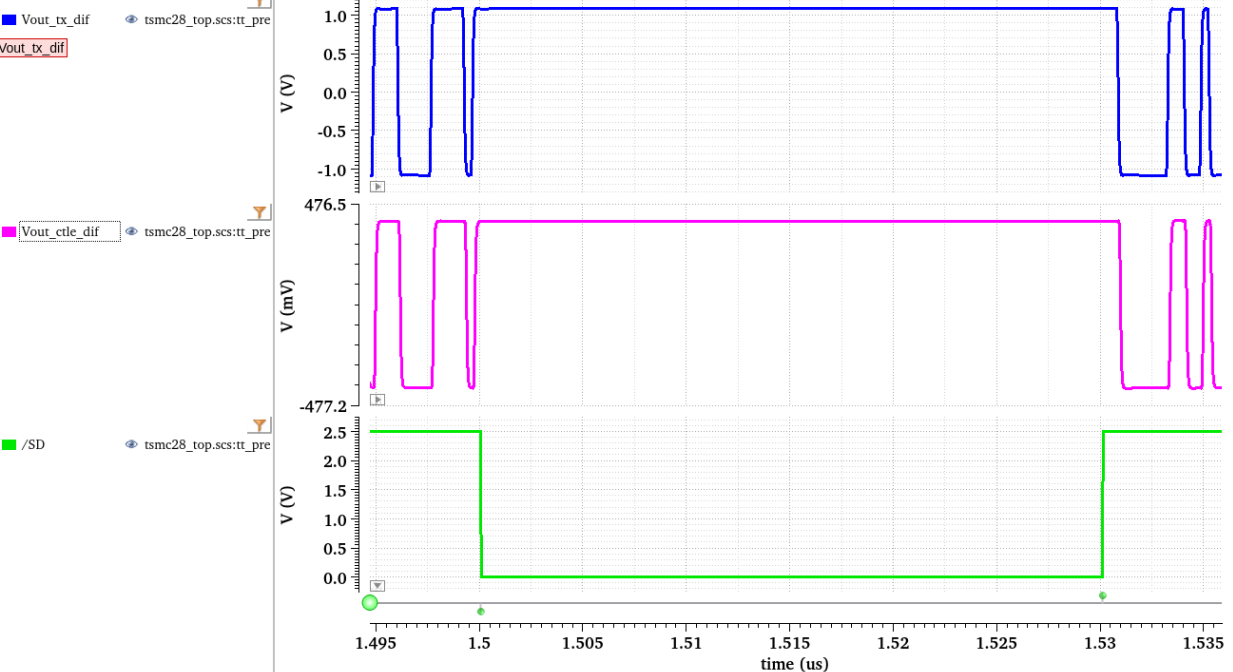 Vout_tx_dif tsmc28_top.scs:tt_pre
Vout_tx_dif
1.0
0.5
0.0
-0.5
-1.0
V (V)
476.5
Vout_ctle_dif tsmc28_top.scs:tt_pre
V (mV)
-477.2
/SD tsmc28_top.scs:tt_pre
2.5
2.0
1.5
1.0
0.5
0.0
V (V)
1.495 1.5 1.505 1.51 1.515 1.52 1.525 1.53 1.535
time (us)